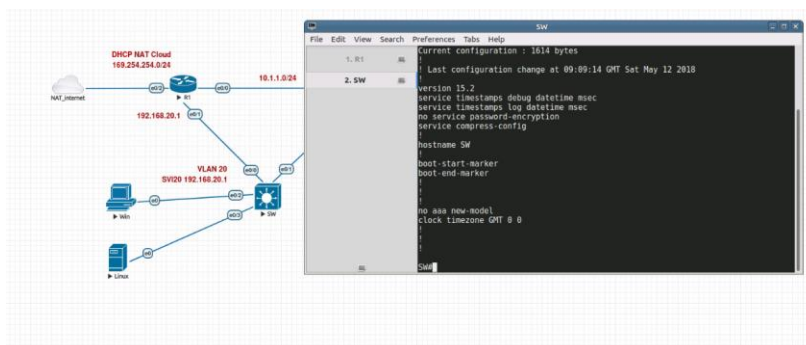 DHCP NAT Cloud
169.254.254.0/24
NAT_Internet
e0/2
R1
e0/0
10.1.1.0/24
192.168.20.1
e0/1
VLAN 20
SVI20 192.168.20.1
e0/0
e0/1
e0
Win
e0/2
e0/3
SW
e0
Linux
SW
File Edit View Search Preferences Tabs Help
1. R1
2. SW
Current configuration : 1614 bytes
!
! Last configuration change at 09:09:14 GMT Sat May 12 2018
!
version 15.2
service timestamps debug datetime msec
service timestamps log datetime msec
no service password-encryption
service compress-config
!
hostname SW
!
boot-start-marker
boot-end-marker
!
!
!
no aaa new-model
clock timezone GMT 0 0
!
!
!
SW#